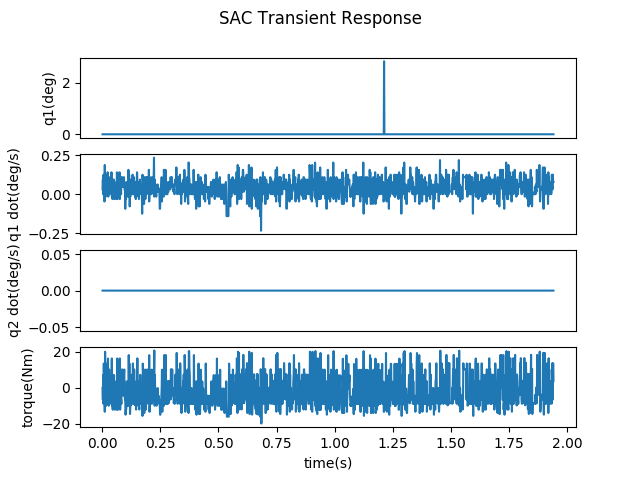 SAC Transient Response
q1(deg)
2
0
q1 dot(deg/s)
0.25
0.00
−0.25
q2 dot(deg/s)
0.05
0.00
−0.05
torque(Nm)
20
0
−20
0.00 0.25 0.50 0.75 1.00 1.25 1.50 1.75 2.00
time(s)